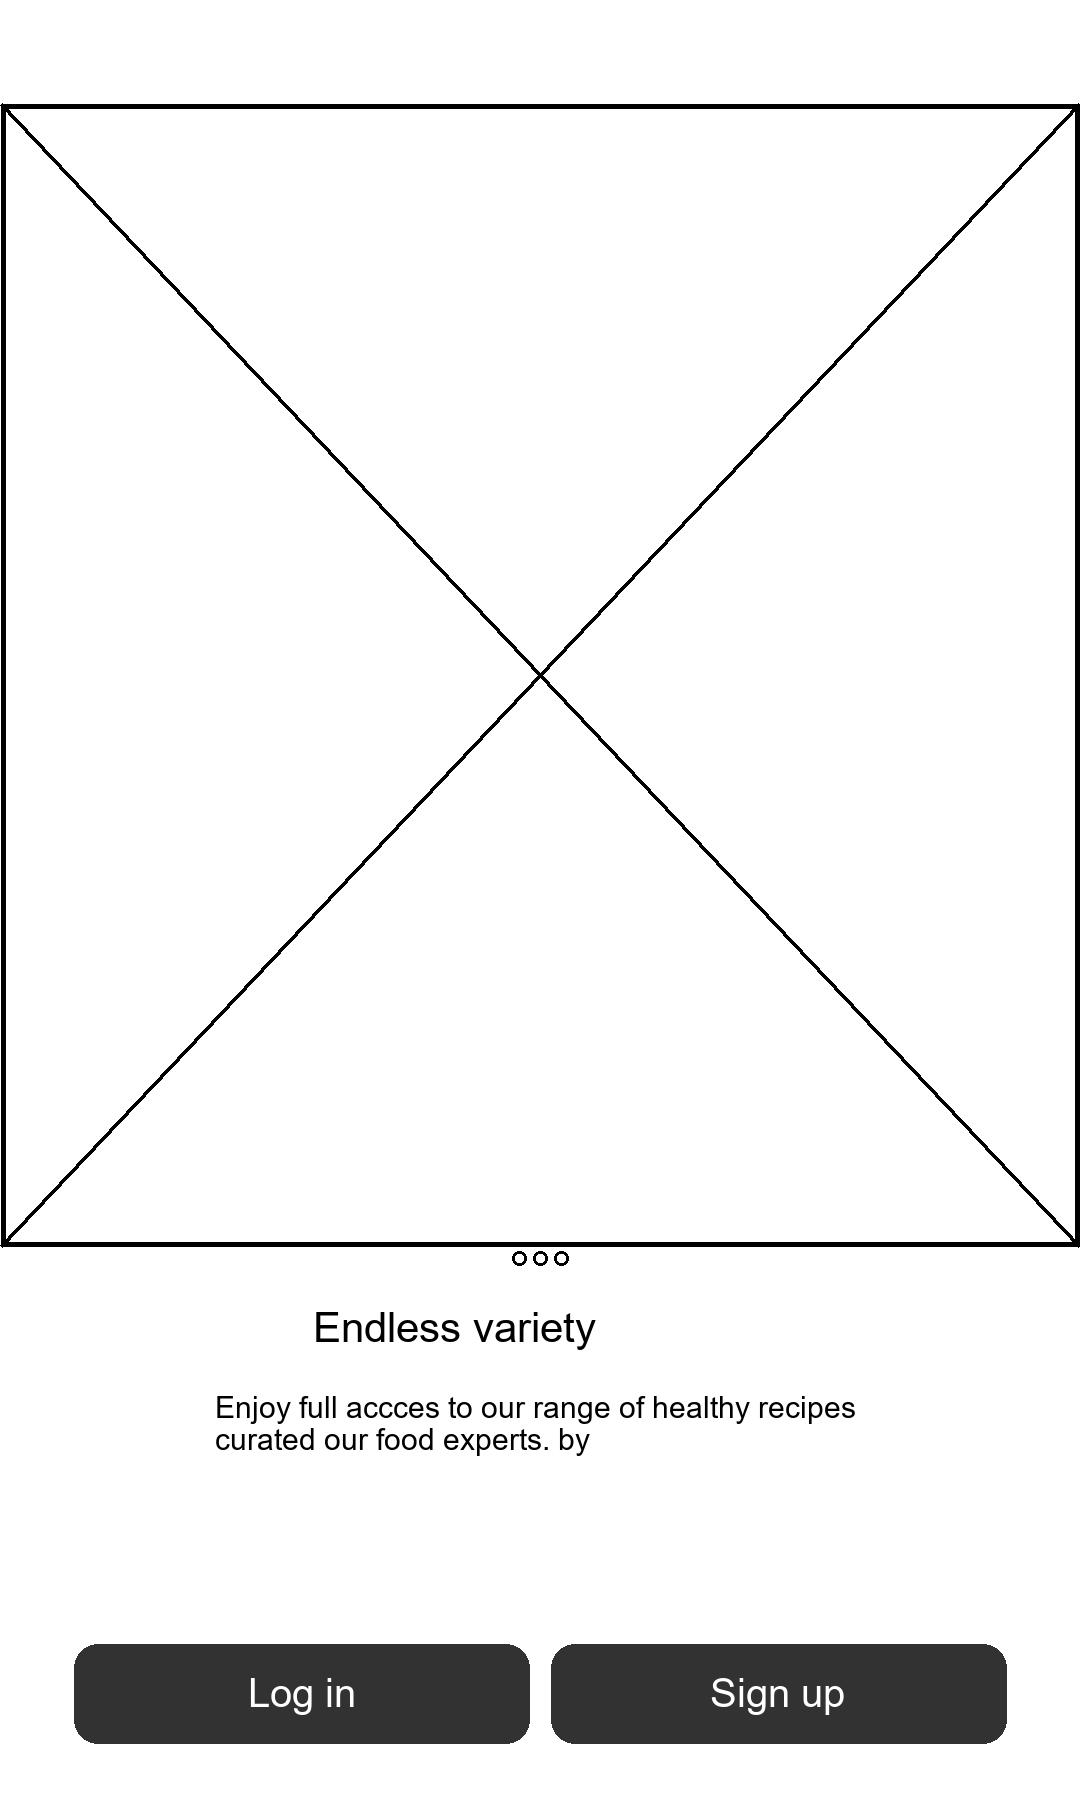 Endless variety
Enjoy full accces to our range of healthy recipes
curated our food experts. by
Log in
Sign up